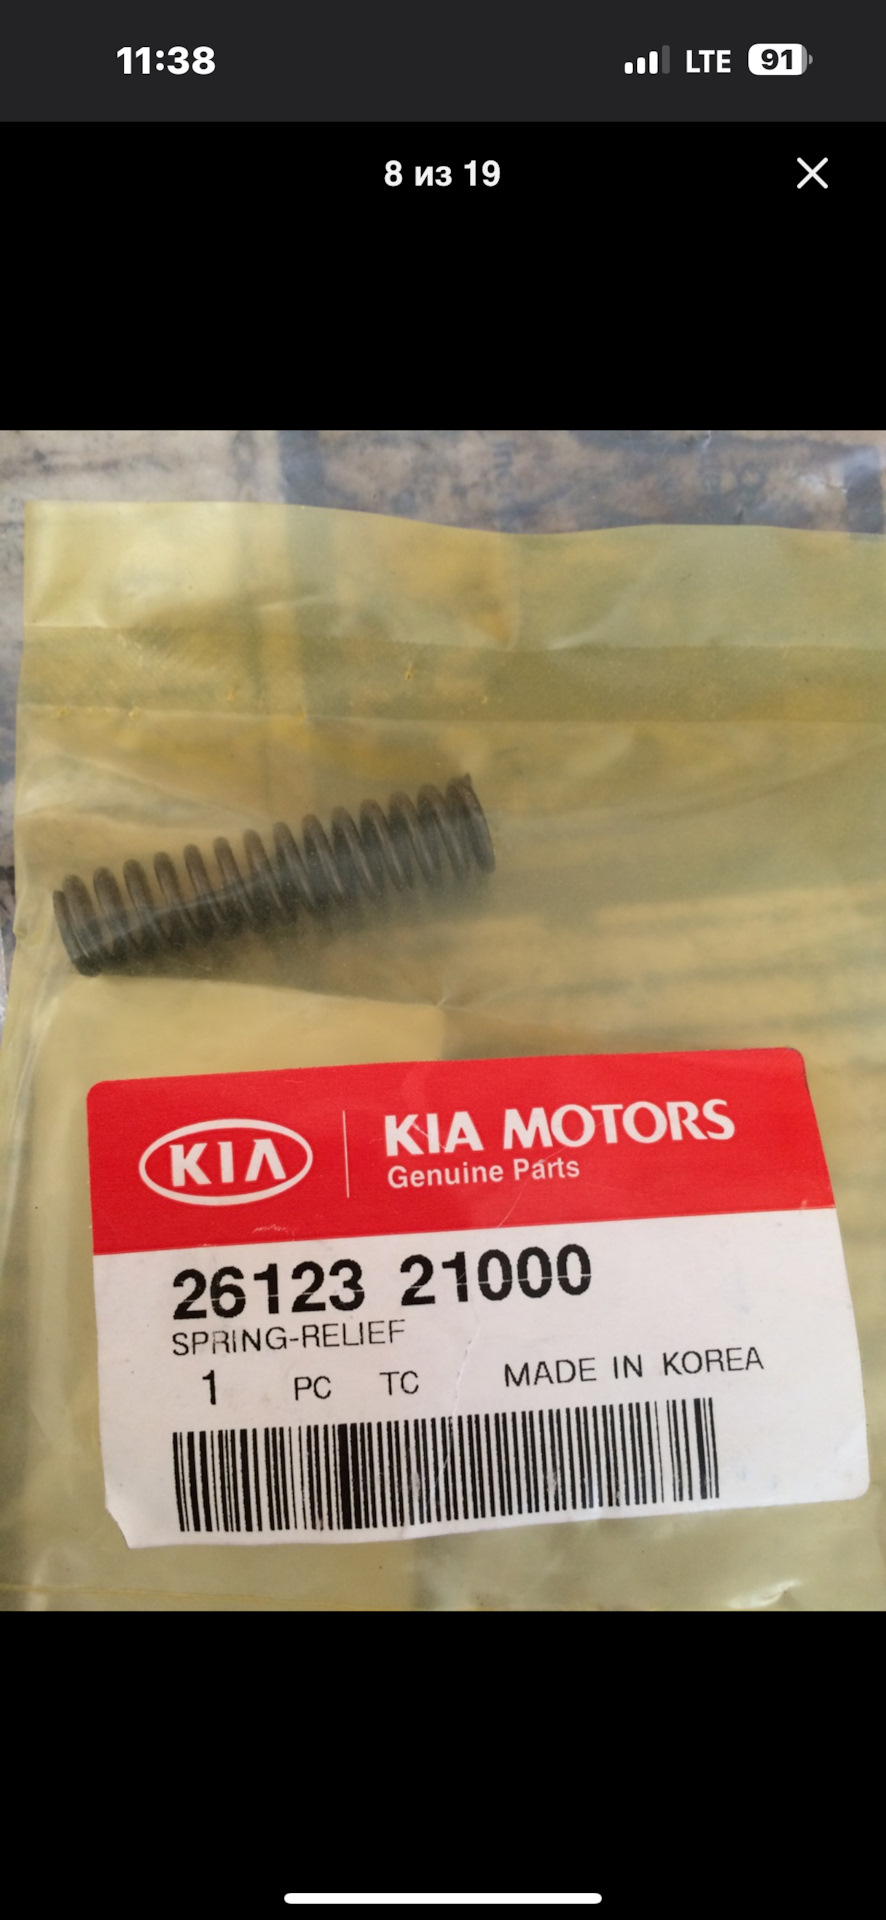 11:38
LTE 91
8 из 19
KIA
KIA MOTORS
Genuine Parts
26123 21000
SPRING-RELIEF
1 PC TC MADE IN KOREA